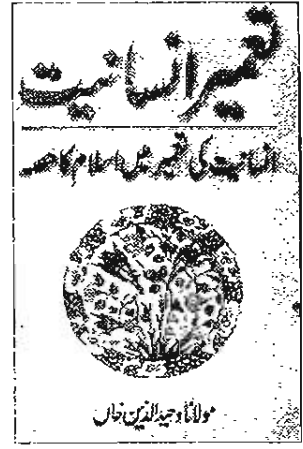 تعمیر انسانیت
انسانیت کی تعمیر میں اسلام کا حصہ
مولانا وحید الدین خاں